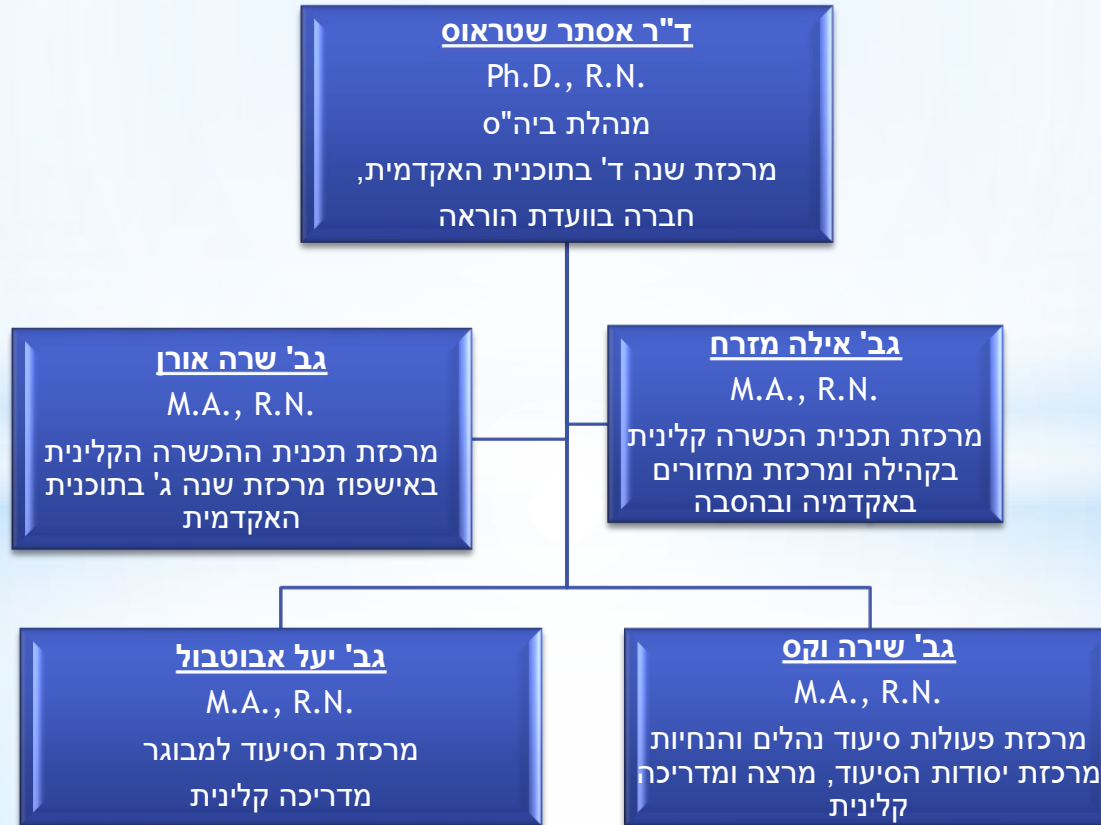 ד"ר אסתר שטראוס
Ph.D., R.N.
מנהלת ביה"ס
מרכזת שנה ד' בתוכנית האקדמית,
חברה בוועדת הוראה
גב' אילה מזרח
M.A., R.N.
מרכזת תכנית הכשרה קלינית
בקהילה ומרכזת מחזורים
באקדמיה ובהסבה
גב' שרה אורן
M.A., R.N.
מרכזת תכנית ההכשרה הקלינית
באישפוז מרכזת שנה ג' בתוכנית
האקדמית
גב' שירה וקס
M.A., R.N.
מרכזת פעולות סיעוד נהלים והנחיות
מרכזת יסודות הסיעוד, מרצה ומדריכה
קלינית
גב' יעל אבוטבול
M.A., R.N.
מרכזת הסיעוד למבוגר
מדריכה קלינית